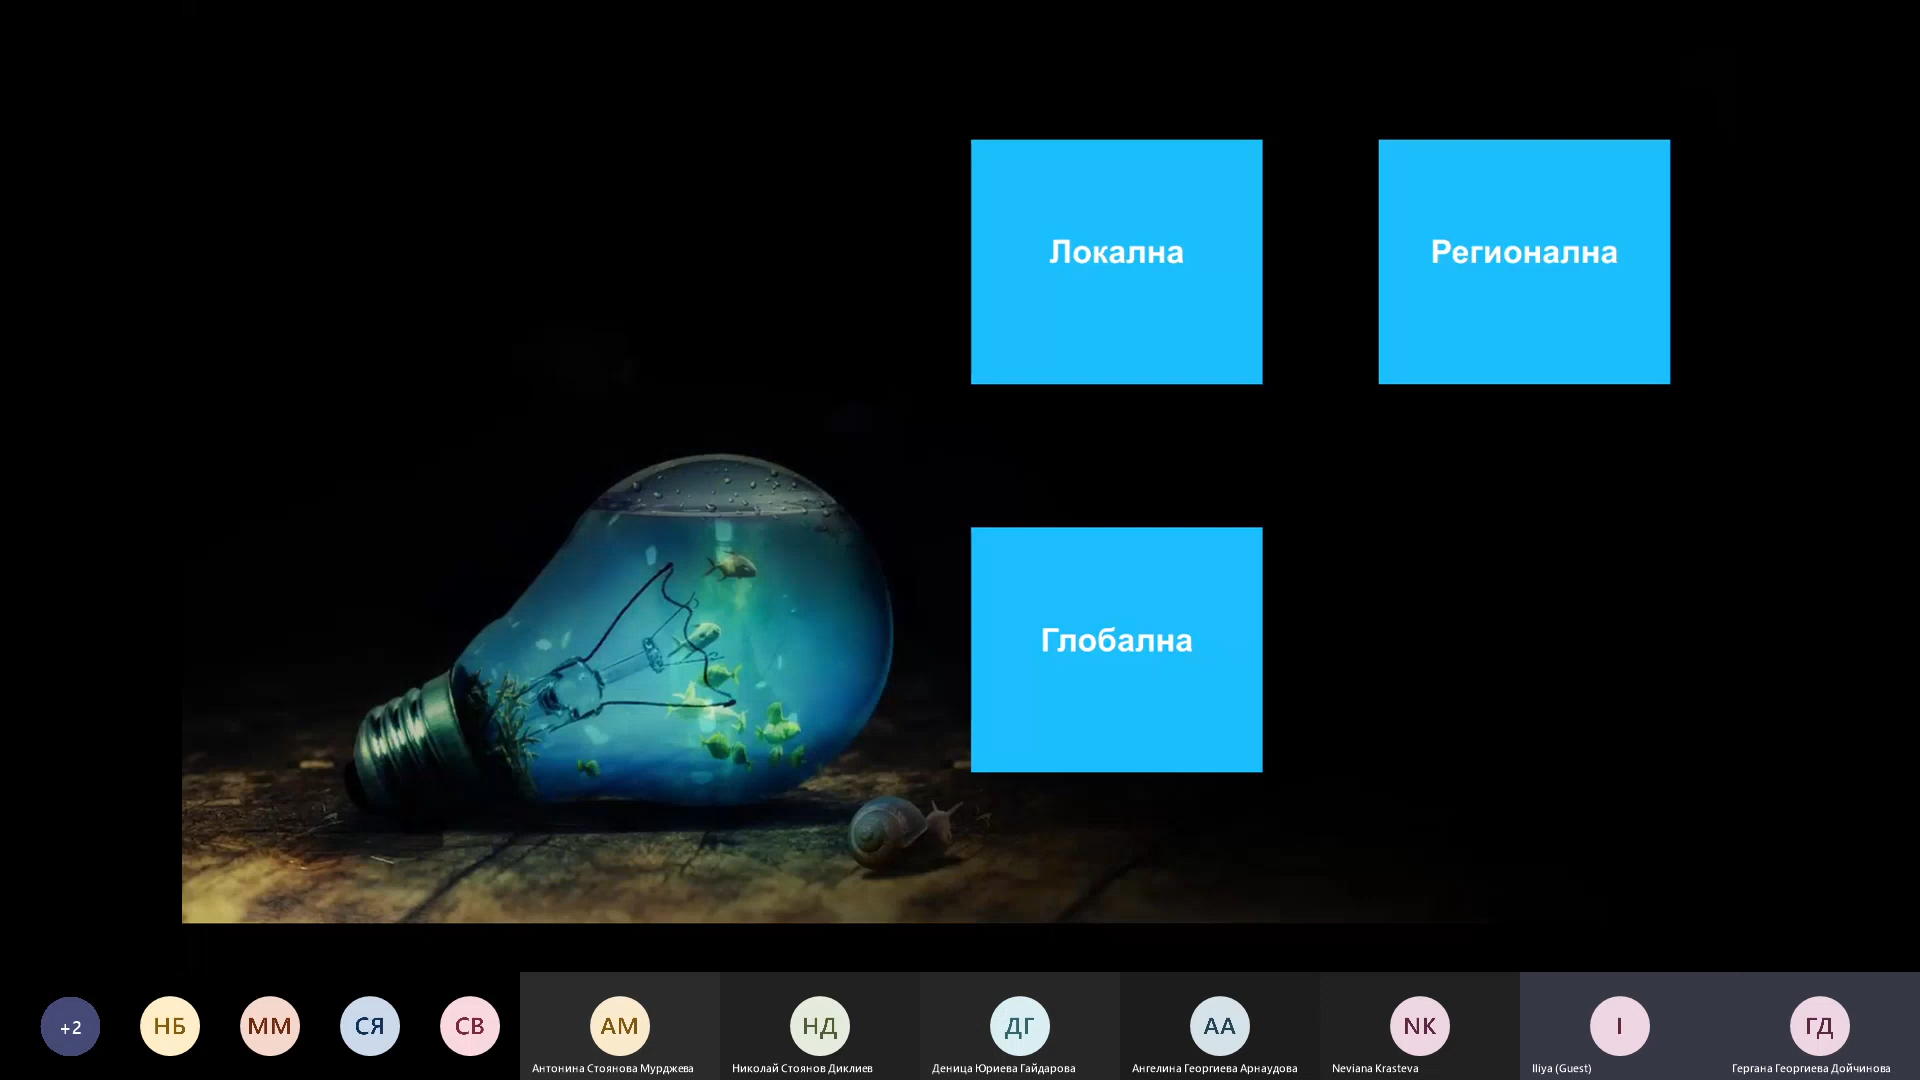 Локална
Регионална
Глобална
+2
НБ
ММ
СЯ
СВ
АМ
Антонина Стоянова Мурджева
НД
Николай Стоянов Диклиев
ДГ
Деница Юриева Гайдарова
АА
Ангелина Георгиева Арнаудова
NK
Neviana Krasteva
I
Iliya (Guest)
ГД
Гергана Георгиева Дойчинова